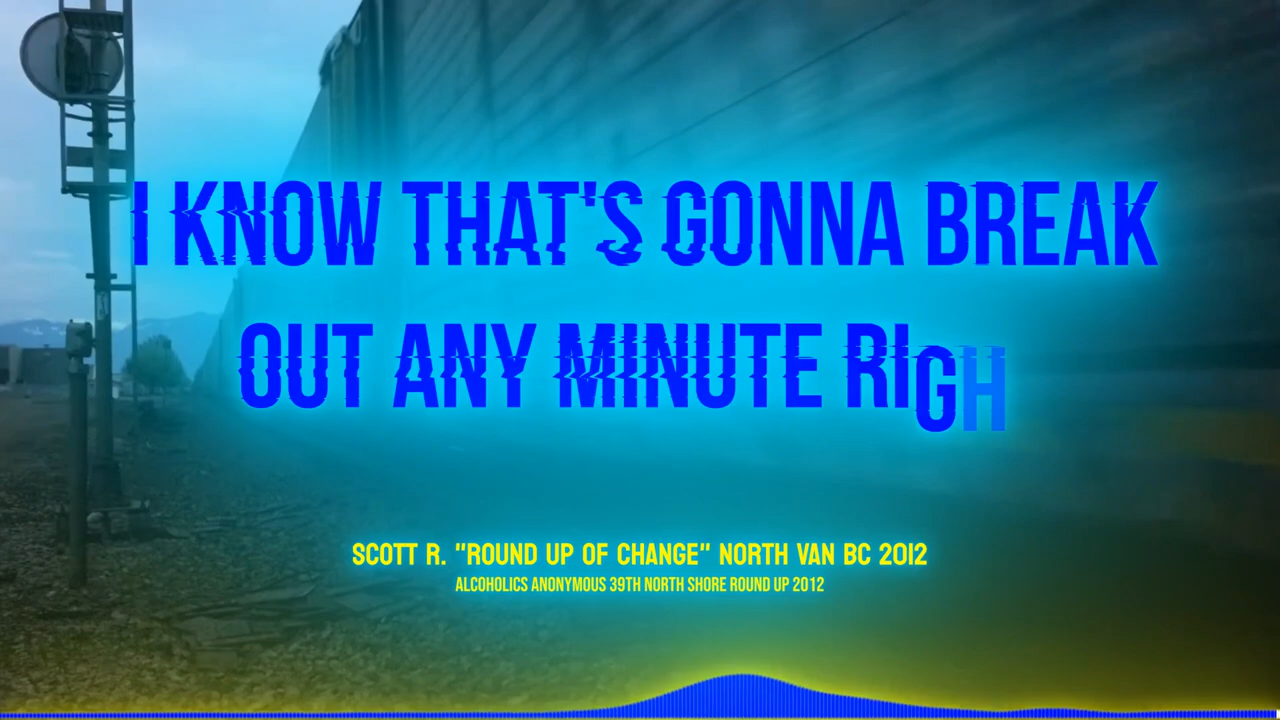 I KNOW THAT'S GONNA BREAK
OUT ANY MINUTE RIGH
SCOTT R. "ROUND UP OF CHANGE" NORTH VAN BC 2012
ALCOHOLICS ANONYMOUS 39TH NORTH SHORE ROUND UP 2012